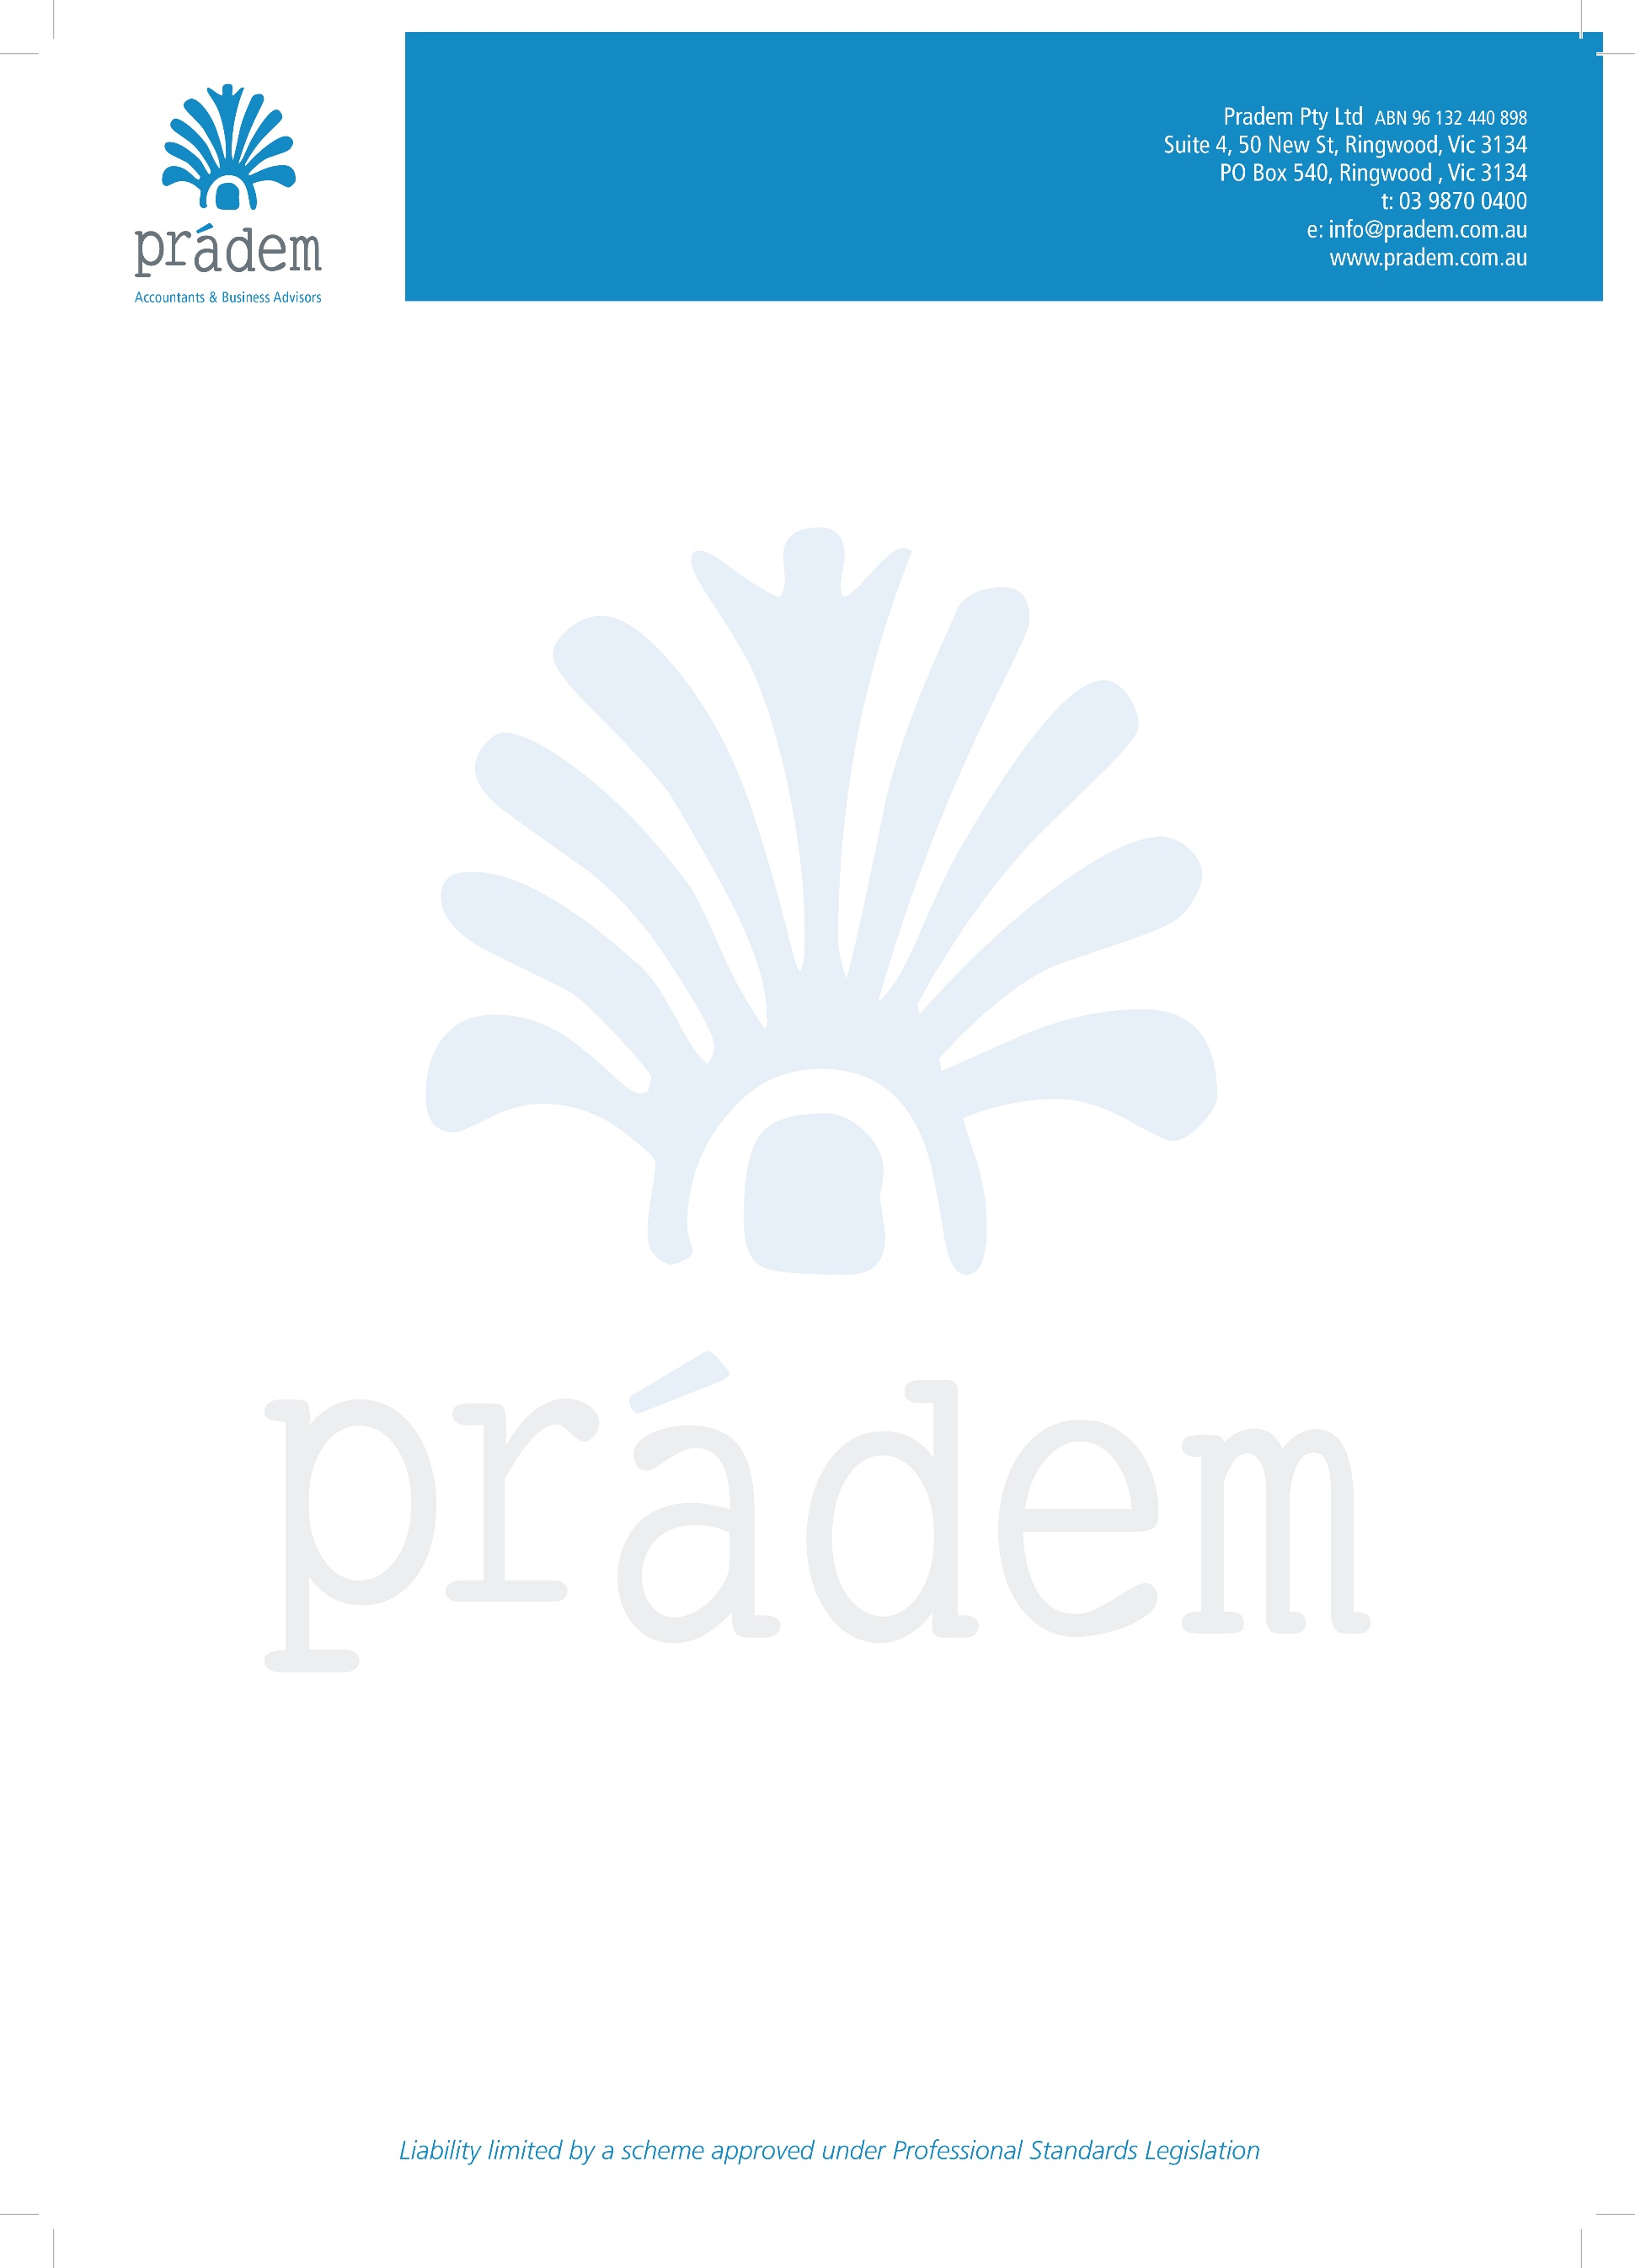 prádem
Accountants & Business Advisors
Pradem Pty Ltd ABN 96 132 440 898
Suite 4, 50 New St, Ringwood, Vic 3134
PO Box 540, Ringwood , Vic 3134
t: 03 9870 0400
e: info@pradem.com.au
www.pradem.com.au
prádem
Liability limited by a scheme approved under Professional Standards Legislation